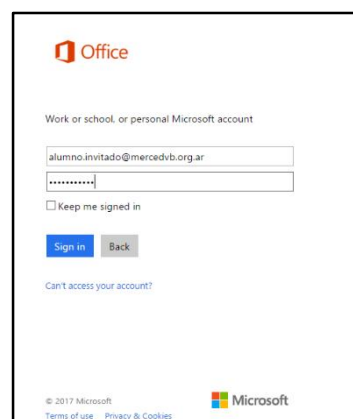 Office
Work or school, or personal Microsoft account
alumno.invitado@mercedvb.org.ar
•••••••••••
Keep me signed in
Sign in Back
Can't access your account?
© 2017 Microsoft Microsoft
Terms of use Privacy & Cookies